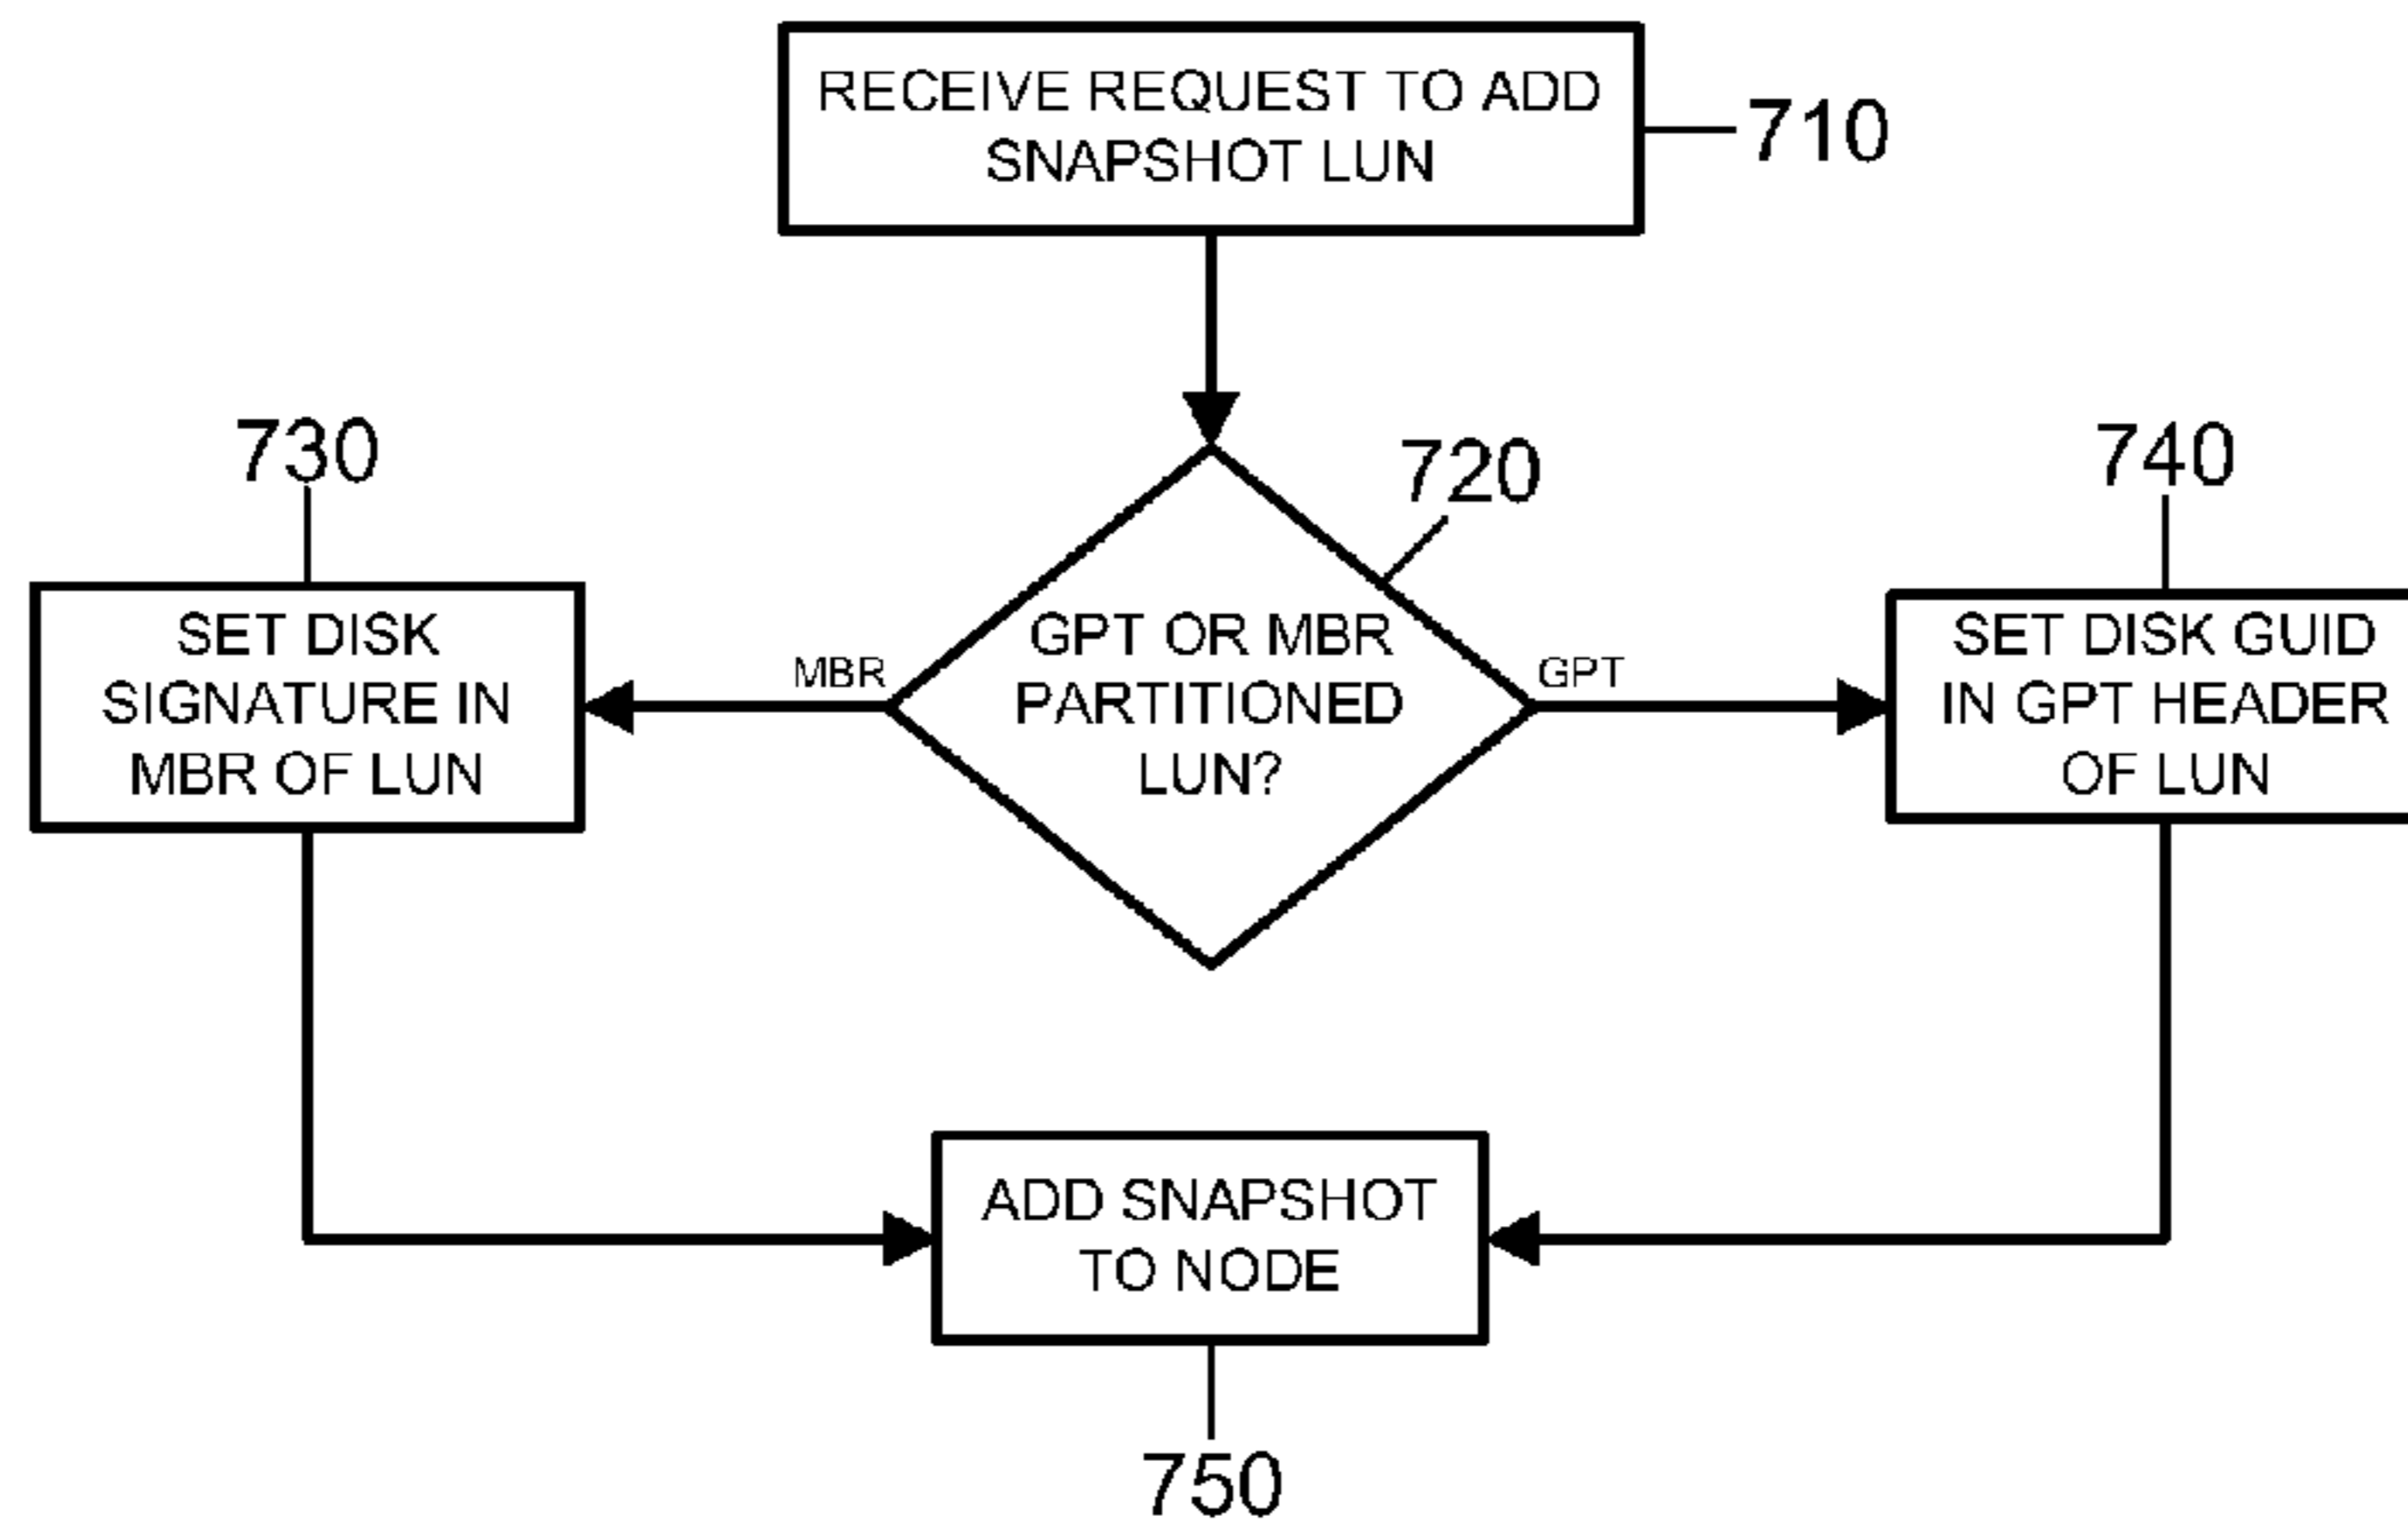 RECEIVE REQUEST TO ADD
SNAPSHOT LUN
710
720
730
740
SET DISK
SIGNATURE IN
MBR OF LUN
MBR
GPT OR MBR
PARTITIONED
LUN?
GPT
SET DISK GUID
IN GPT HEADER
OF LUN
ADD SNAPSHOT
TO NODE
750